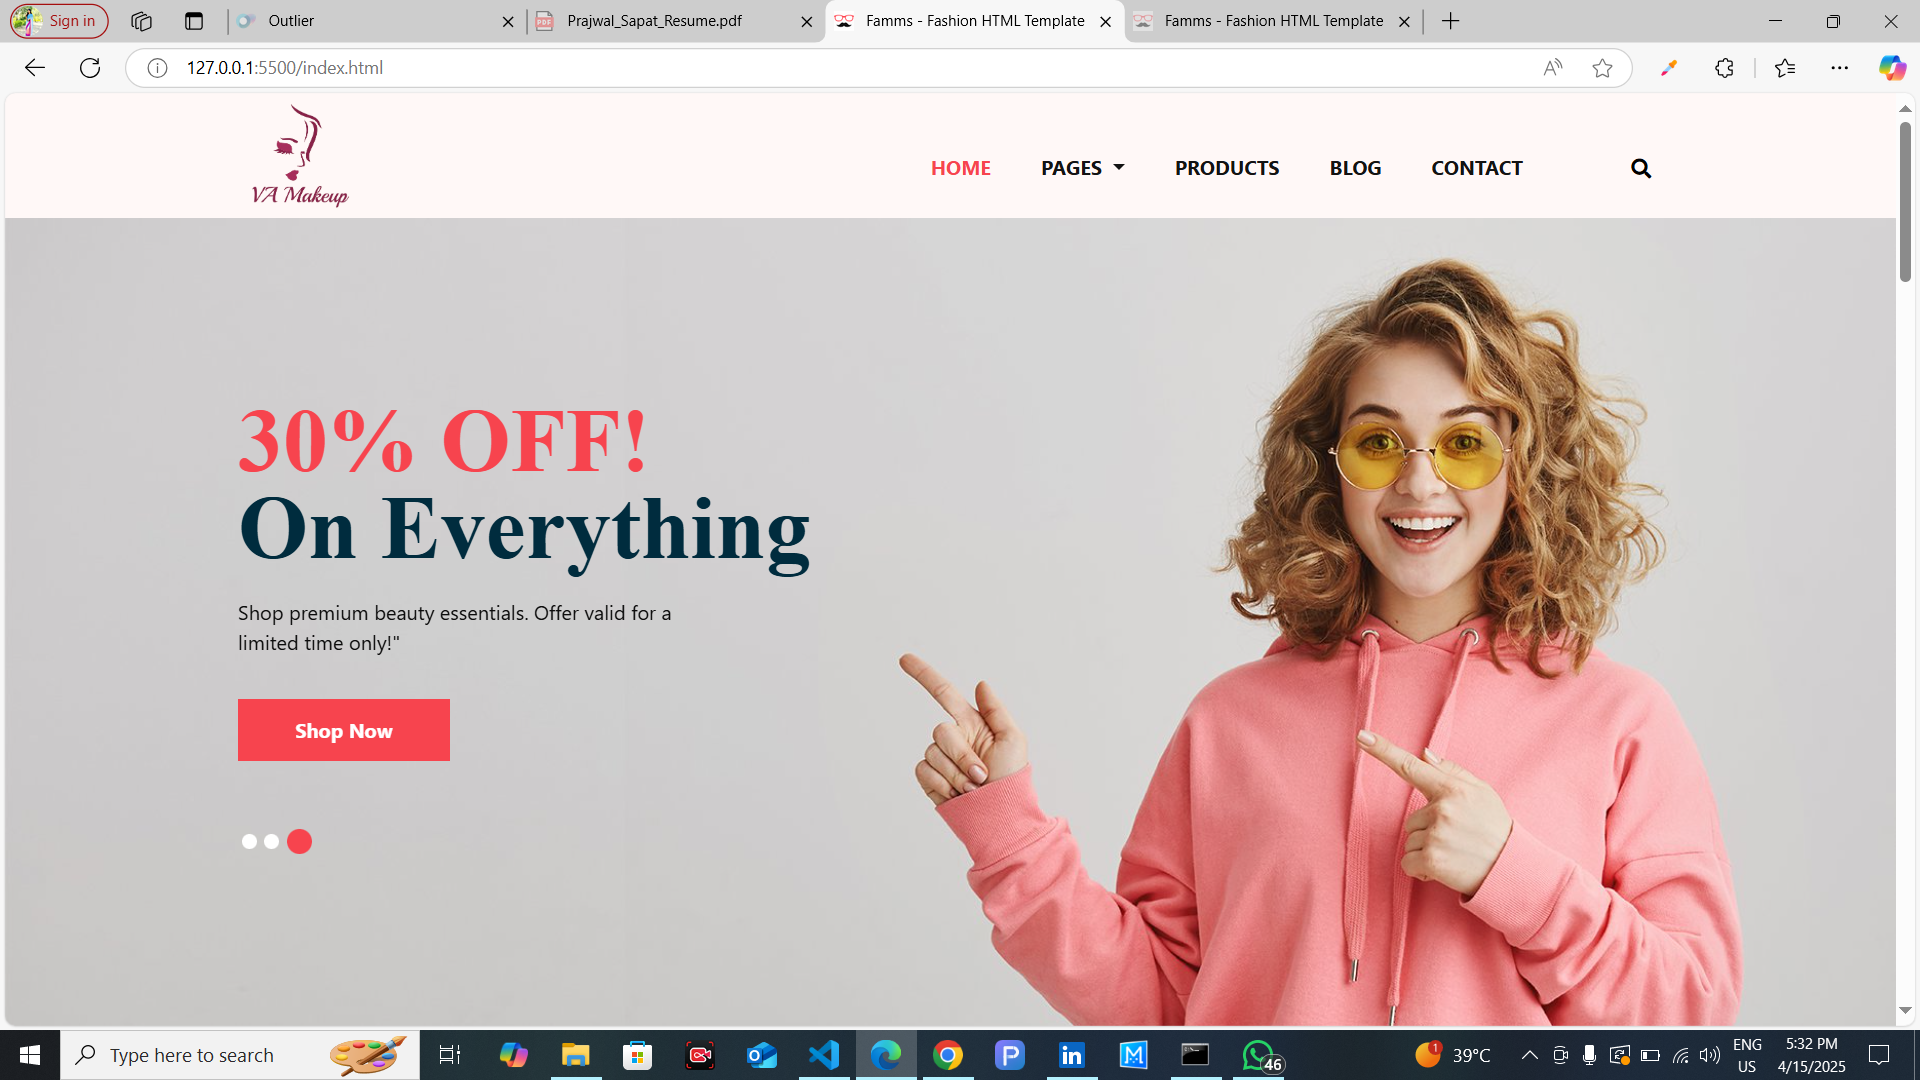 Sign in
Outlier
Prajwal_Sapat_Resume.pdf
Famms - Fashion HTML Template
Famms - Fashion HTML Template
127.0.0.1:5500/index.html
VA Makeup
HOME
PAGES
PRODUCTS
BLOG
CONTACT
30% OFF!
On Everything
Shop premium beauty essentials. Offer valid for a
limited time only!"
Shop Now
Type here to search
46
1
39°C
ENG
US
5:32 PM
4/15/2025